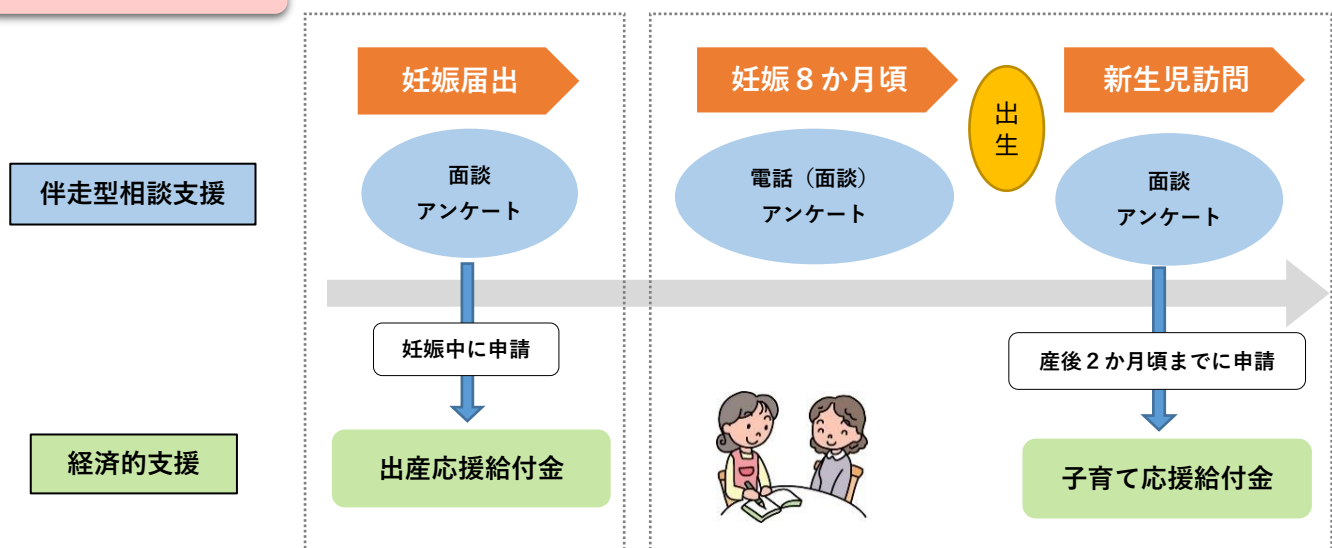 妊娠届出
妊娠８か月頃
出生
新生児訪問
伴走型相談支援
面談
アンケート
電話（面談）
アンケート
面談
アンケート
妊娠中に申請
産後２か月頃までに申請
経済的支援
出産応援給付金
子育て応援給付金